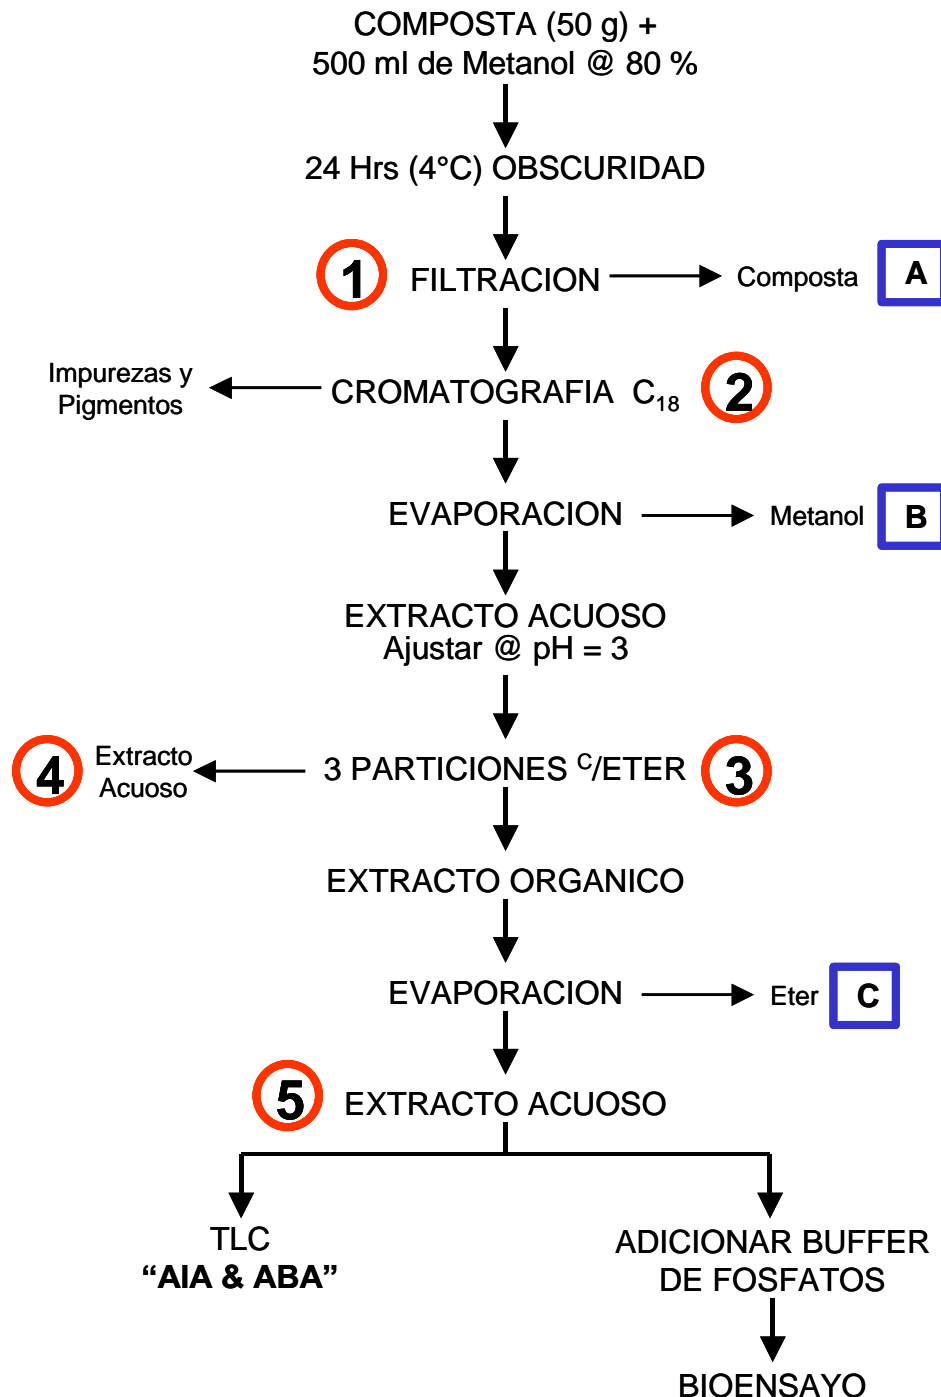 COMPOSTA (50 g) +
500 ml de Metanol @ 80 %
24 Hrs (4°C) OBSCURIDAD
1 FILTRACION Composta A
Impurezas y
Pigmentos
CROMATOGRAFIA C18 2
EVAPORACION Metanol B
EXTRACTO ACUOSO
Ajustar @ pH = 3
4 Extracto
Acuoso
3 PARTICIONES C/ETER 3
EXTRACTO ORGANICO
EVAPORACION Eter C
5 EXTRACTO ACUOSO
TLC
“AIA & ABA”
ADICIONAR BUFFER
DE FOSFATOS
BIOENSAYO